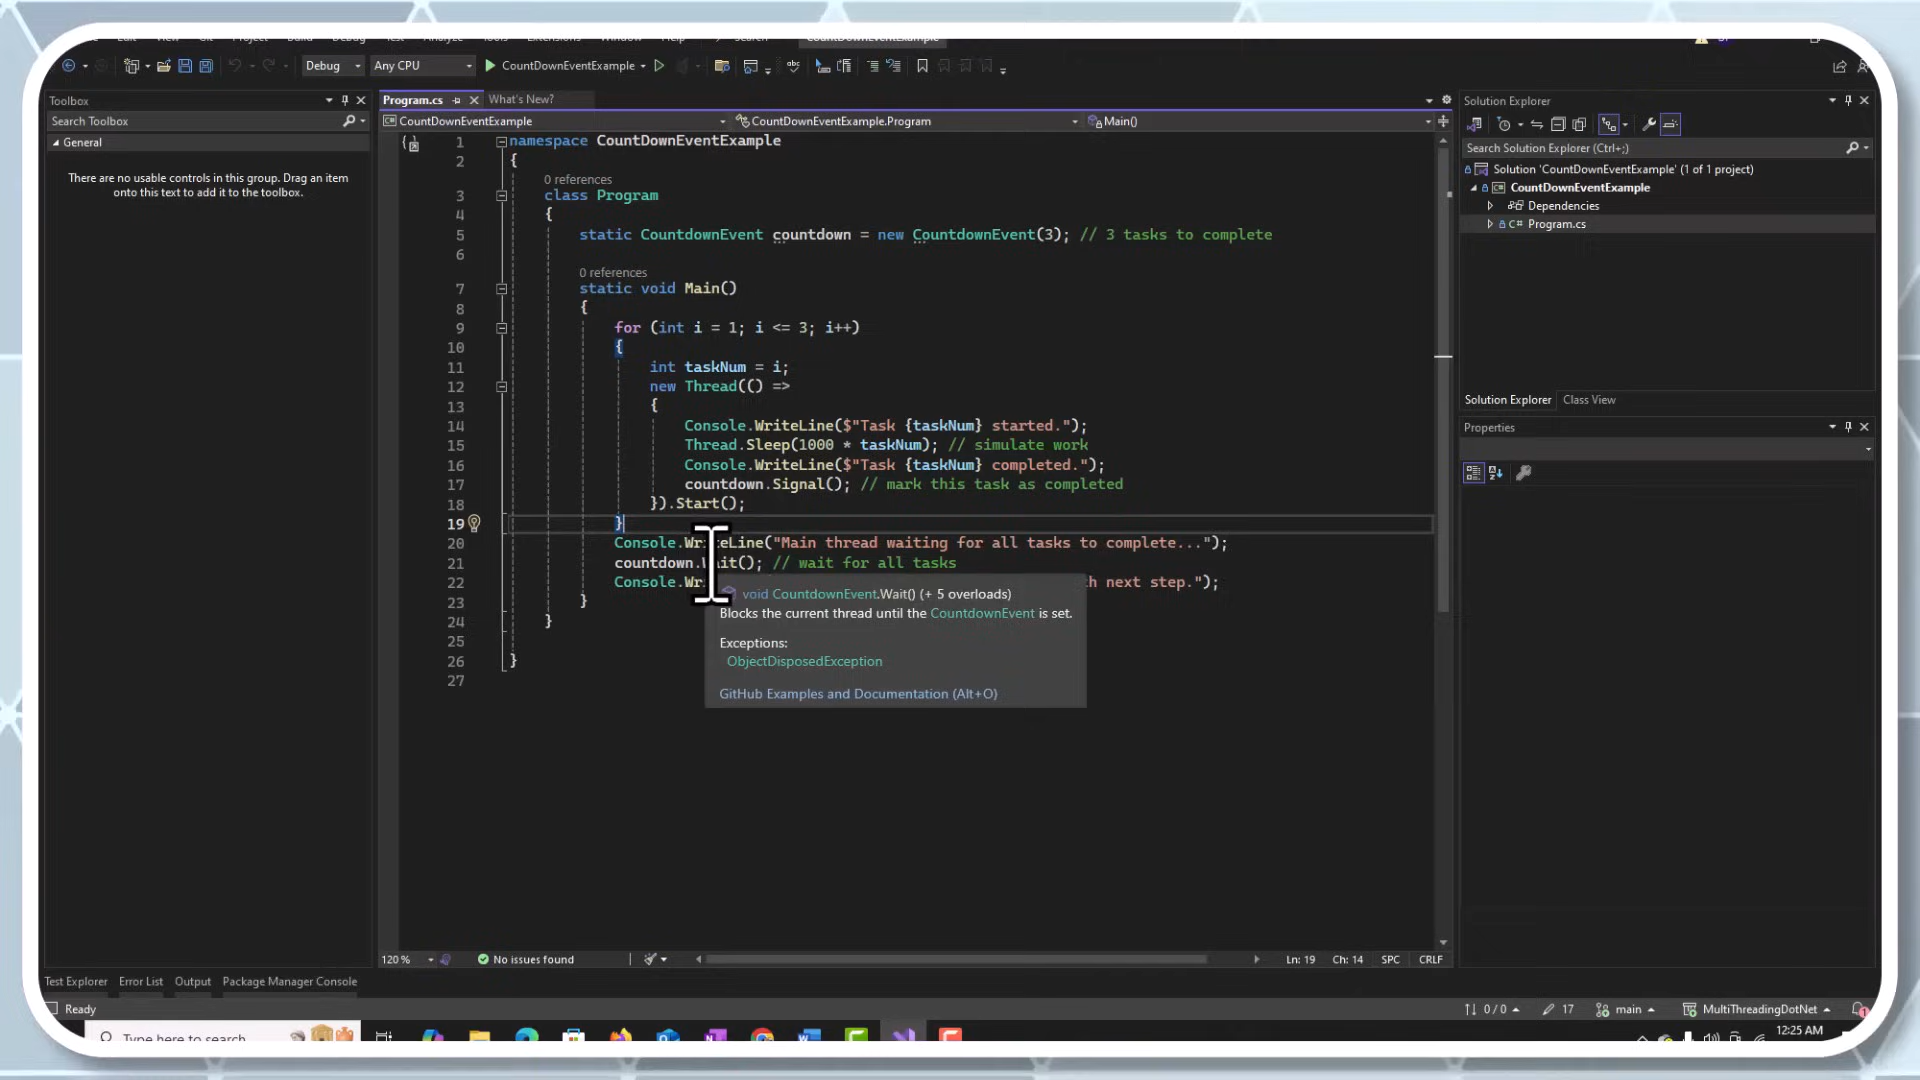 CountDownEventExample
Debug
Any CPU
CountDownEventExample
Toolbox
Search Toolbox
General
There are no usable controls in this group. Drag an item
onto this text to add it to the toolbox.
Program.cs
What's New?
CountDownEventExample
CountDownEventExample.Program
Main()
1 namespace CountDownEventExample
2 {
0 references
3 class Program
4 {
5 static CountdownEvent countdown = new CountdownEvent(3); // 3 tasks to complete
6
0 references
7 static void Main()
8 {
9 for (int i = 1; i <= 3; i++)
10 {
11 int taskNum = i;
12 new Thread(() =>
13 {
14 Console.WriteLine($"Task {taskNum} started.");
15 Thread.Sleep(1000 * taskNum); // simulate work
16 Console.WriteLine($"Task {taskNum} completed.");
17 countdown.Signal(); // mark this task as completed
18 }).Start();
19 }
20 Console.WriteLine("Main thread waiting for all tasks to complete...");
21 countdown.Wait(); // wait for all tasks
22 Console.Wr next step.");
23 }
24 }
25
26 }
27
void CountdownEvent.Wait() (+ 5 overloads)
Blocks the current thread until the CountdownEvent is set.
Exceptions:
ObjectDisposedException
GitHub Examples and Documentation (Alt+O)
Solution Explorer
Search Solution Explorer (Ctrl+;)
Solution 'CountDownEventExample' (1 of 1 project)
CountDownEventExample
Dependencies
C# Program.cs
Solution Explorer
Class View
Properties
120 %
No issues found
Ln: 19
Ch: 14
SPC
CRLF
Test Explorer
Error List
Output
Package Manager Console
Ready
0 / 0
17
main
MultiThreadingDotNet
Type here to search
12:25 AM